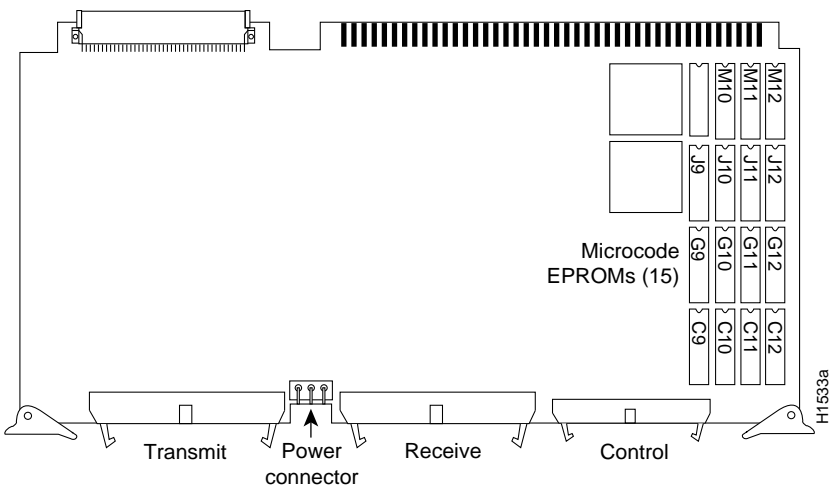 M10 M11 M12
J9 J10 J11 J12
Microcode
EPROMs (15)
G9 G10 G11 G12
C9 C10 C11 C12
H1533a
Transmit
Power
connector
Receive
Control